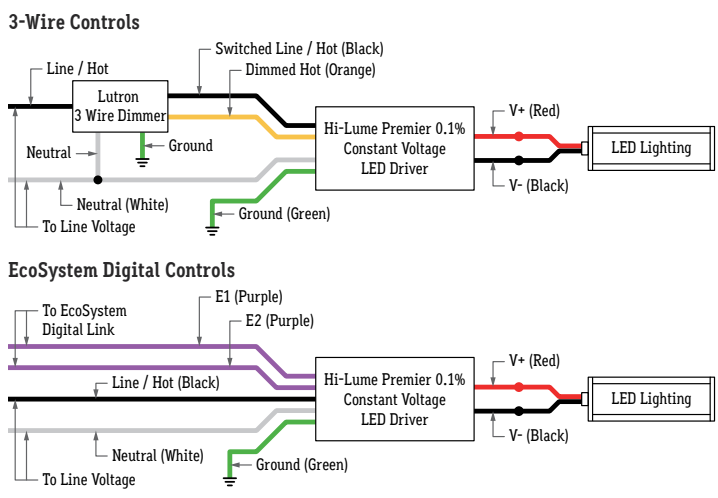 3-Wire Controls
Switched Line / Hot (Black)
Line / Hot
Dimmed Hot (Orange)
Lutron
3 Wire Dimmer
V+ (Red)
Hi-Lume Premier 0.1%
Constant Voltage
LED Driver
LED Lighting
Neutral
Ground
V- (Black)
Neutral (White)
Ground (Green)
To Line Voltage
EcoSystem Digital Controls
E1 (Purple)
To EcoSystem
Digital Link
E2 (Purple)
V+ (Red)
Line / Hot (Black)
Hi-Lume Premier 0.1%
Constant Voltage
LED Driver
LED Lighting
V- (Black)
Neutral (White)
Ground (Green)
To Line Voltage